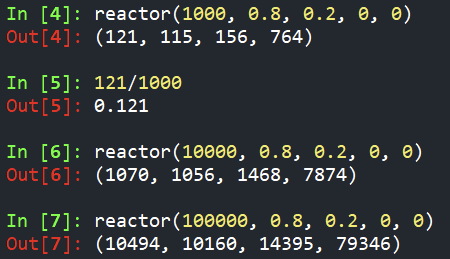 In [4]: reactor(1000, 0.8, 0.2, 0, 0)
Out[4]: (121, 115, 156, 764)
In [5]: 121/1000
Out[5]: 0.121
In [6]: reactor(10000, 0.8, 0.2, 0, 0)
Out[6]: (1070, 1056, 1468, 7874)
In [7]: reactor(100000, 0.8, 0.2, 0, 0)
Out[7]: (10494, 10160, 14395, 79346)